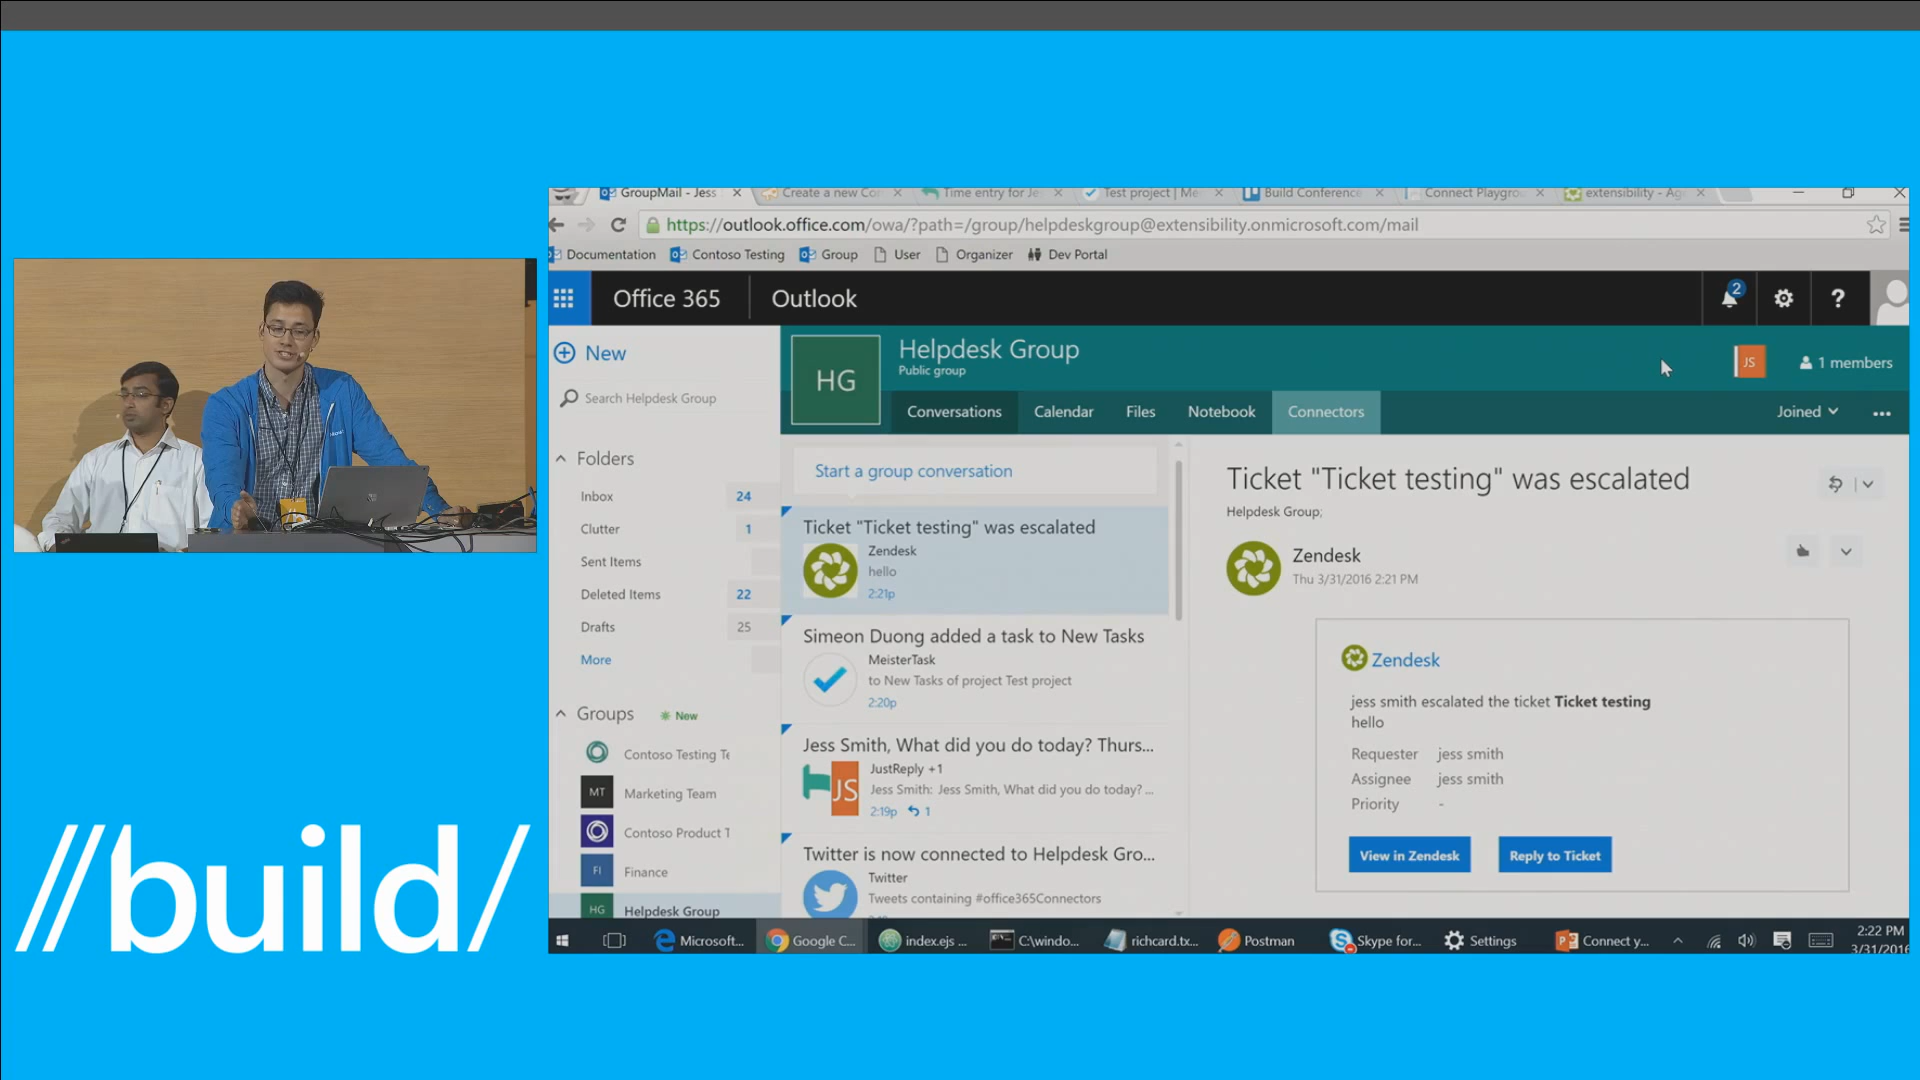 GroupMail - Jess
Create a new Con
Time entry for Je
Test project | Me
Build Conference
Connect Playgrou
extensibility - Ag
https://outlook.office.com/owa/?path=/group/helpdeskgroup@extensibility.onmicrosoft.com/mail
Documentation
Contoso Testing
Group
User
Organizer
Dev Portal
Office 365
Outlook
2
?
New
Search Helpdesk Group
HG
Helpdesk Group
Public group
JS
1 members
Conversations
Calendar
Files
Notebook
Connectors
Joined
Folders
Inbox 24
Clutter 1
Sent Items
Deleted Items 22
Drafts 25
More
Groups New
Contoso Testing Te
MT Marketing Team
Contoso Product T
FI Finance
HG Helpdesk Group
Start a group conversation
Ticket "Ticket testing" was escalated
Zendesk
hello
2:21p
Simeon Duong added a task to New Tasks
MeisterTask
to New Tasks of project Test project
2:20p
Jess Smith, What did you do today? Thurs...
JS
JustReply +1
Jess Smith: Jess Smith, What did you do today? ...
2:19p 1
Twitter is now connected to Helpdesk Gro...
Twitter
Tweets containing #office365Connectors
Ticket "Ticket testing" was escalated
Helpdesk Group;
Zendesk
Thu 3/31/2016 2:21 PM
Zendesk
jess smith escalated the ticket Ticket testing
hello
Requester jess smith
Assignee jess smith
Priority -
View in Zendesk
Reply to Ticket
Microsoft...
Google C...
index.ejs ...
C:\windo...
richcard.tx...
Postman
Skype for...
Settings
Connect y...
2:22 PM
3/31/2016
//build/